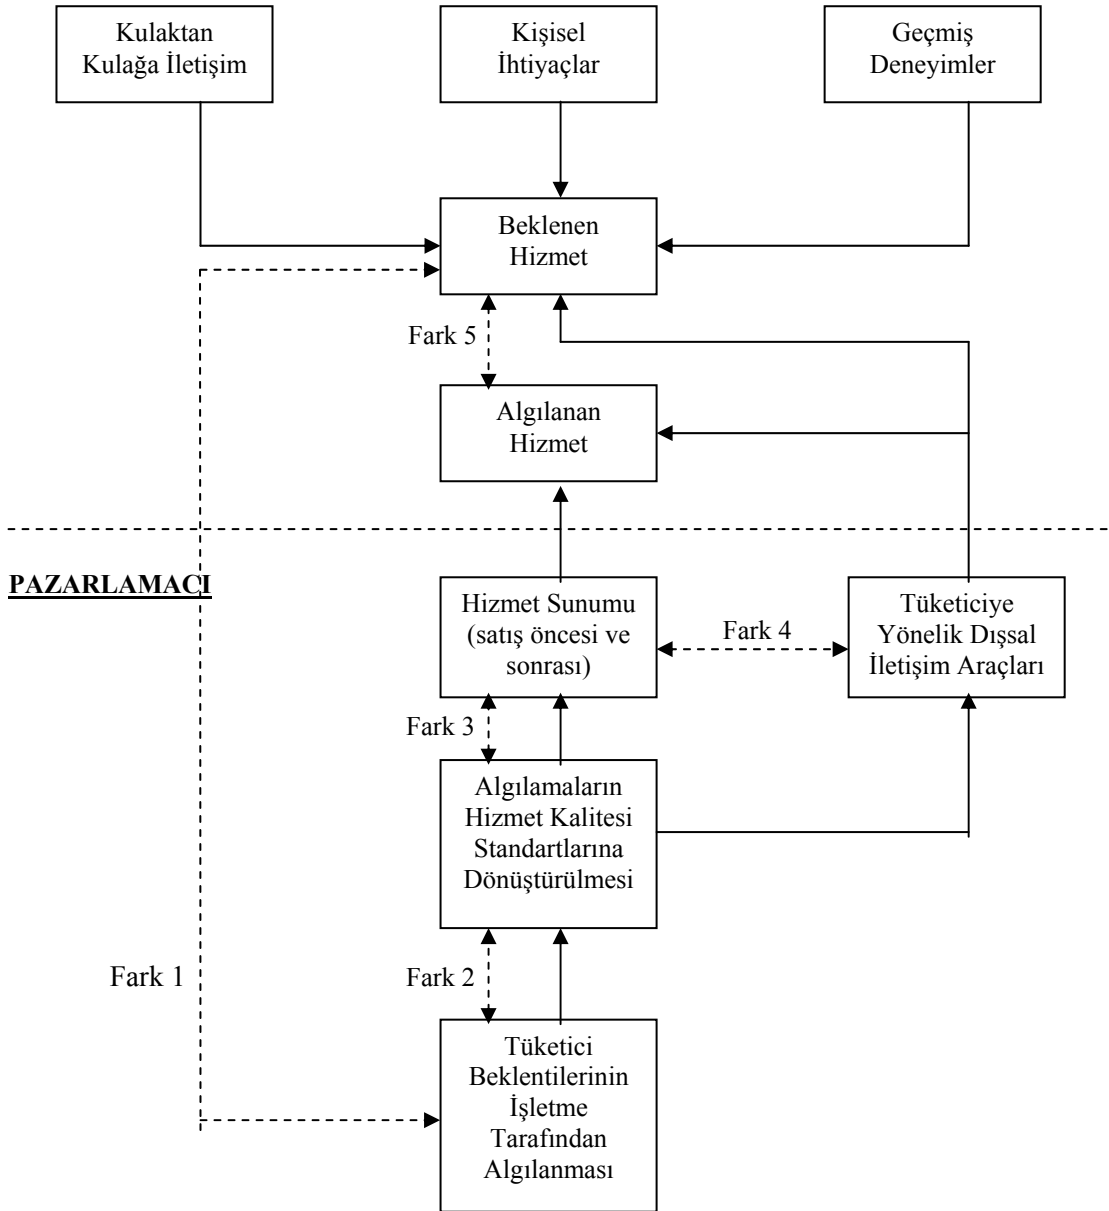 Kulaktan
Kulağa İletişim
Kişisel
İhtiyaçlar
Geçmiş
Deneyimler
Beklenen
Hizmet
Fark 5
Algılanan
Hizmet
PAZARLAMACI
Hizmet Sunumu
(satış öncesi ve
sonrası)
Fark 4
Tüketiciye
Yönelik Dışsal
İletişim Araçları
Fark 3
Algılamaların
Hizmet Kalitesi
Standartlarına
Dönüştürülmesi
Fark 1
Fark 2
Tüketici
Beklentilerinin
İşletme
Tarafından
Algılanması